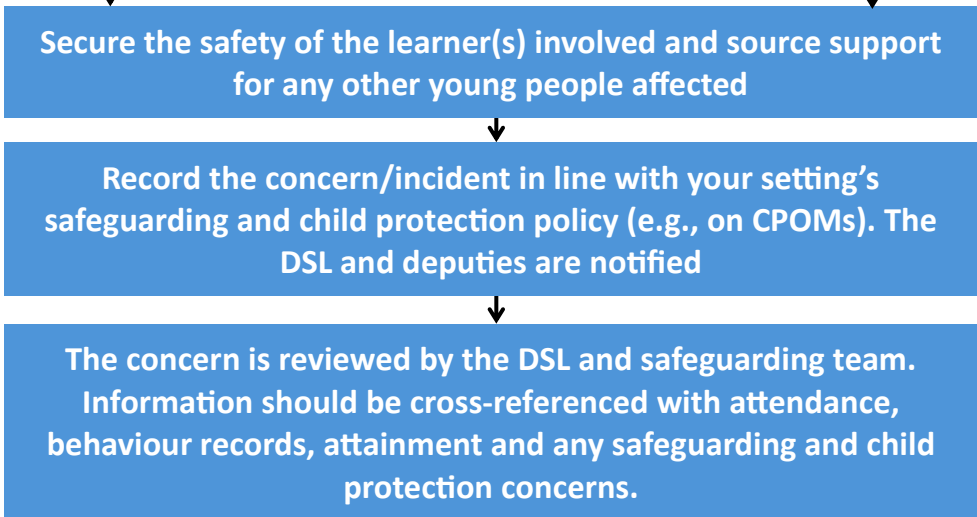 Secure the safety of the learner(s) involved and source support
for any other young people affected
Record the concern/incident in line with your setting's
safeguarding and child protection policy (e.g., on CPOMs). The
DSL and deputies are notified
The concern is reviewed by the DSL and safeguarding team.
Information should be cross-referenced with attendance,
behaviour records, attainment and any safeguarding and child
protection concerns.